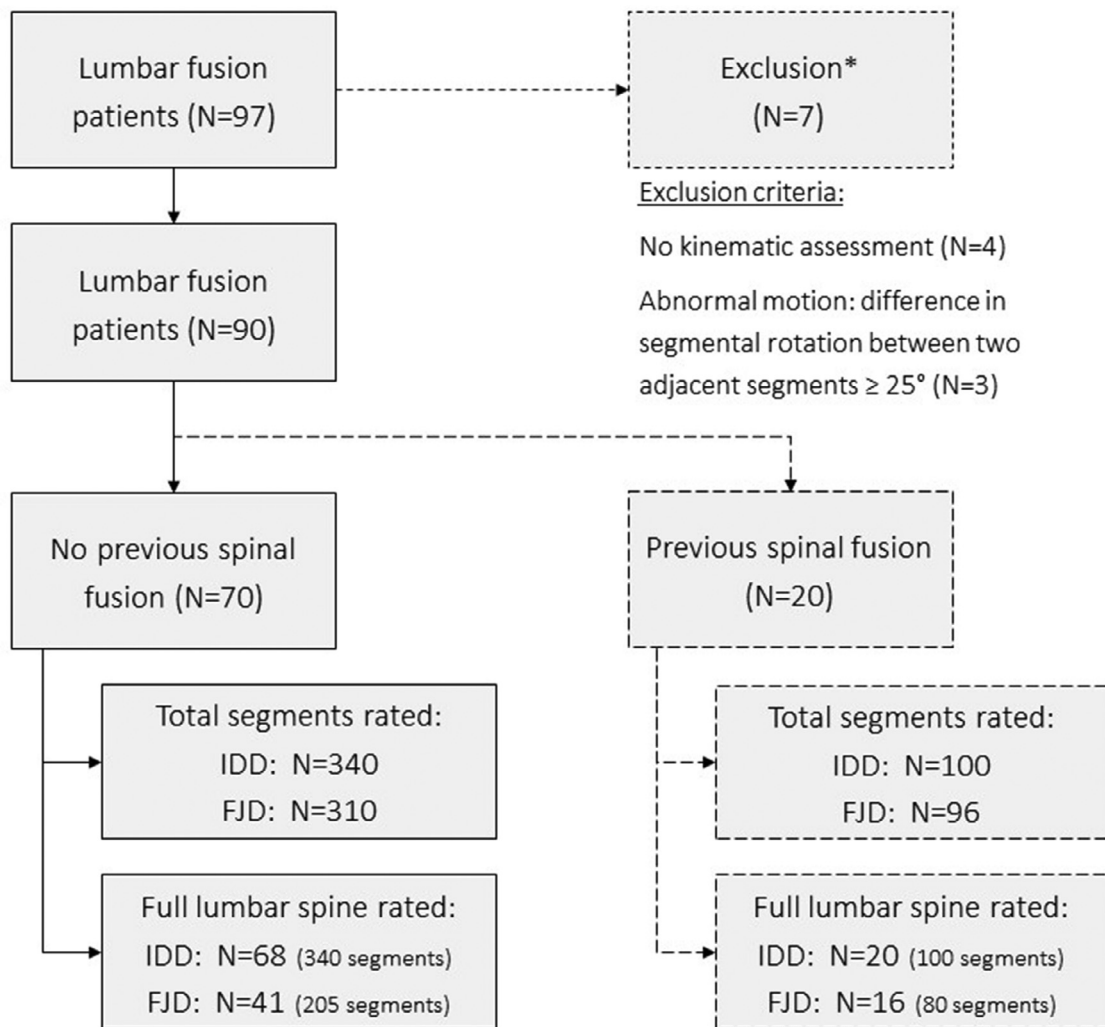 Lumbar fusion
patients (N=97)
Exclusion*
(N=7)
Exclusion criteria:
No kinematic assessment (N=4)
Abnormal motion: difference in
segmental rotation between two
adjacent segments ≥ 25° (N=3)
Lumbar fusion
patients (N=90)
No previous spinal
fusion (N=70)
Previous spinal fusion
(N=20)
Total segments rated:
IDD: N=340
FJD: N=310
Total segments rated:
IDD: N=100
FJD: N=96
Full lumbar spine rated:
IDD: N=68 (340 segments)
FJD: N=41 (205 segments)
Full lumbar spine rated:
IDD: N=20 (100 segments)
FJD: N=16 (80 segments)